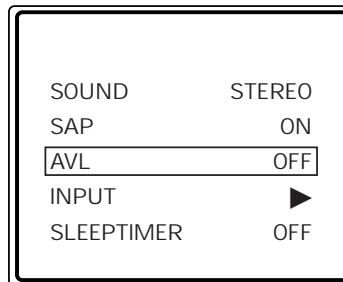 SOUND STEREO
SAP ON
AVL OFF
INPUT ▶
SLEEPTIMER OFF